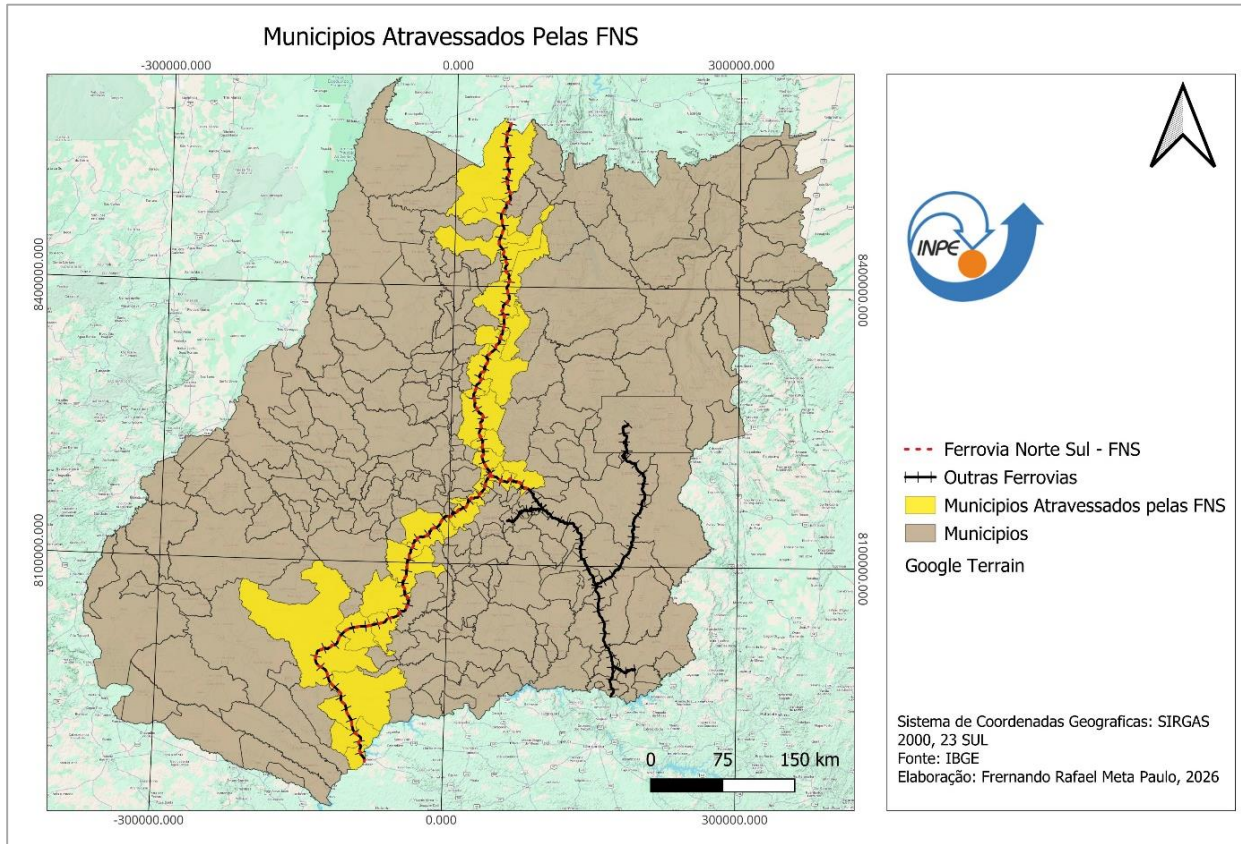 Municipios Atravessados Pelas FNS
-300000.000 0.000 300000.000
8400000.000 8400000.000
8100000.000 8100000.000
-300000.000 0.000 300000.000
0 75 150 km
INPE
Ferrovia Norte Sul - FNS
Outras Ferrovias
Municipios Atravessados pelas FNS
Municipios
Google Terrain
Sistema de Coordenadas Geograficas: SIRGAS
2000, 23 SUL
Fonte: IBGE
Elaboração: Frernando Rafael Meta Paulo, 2026